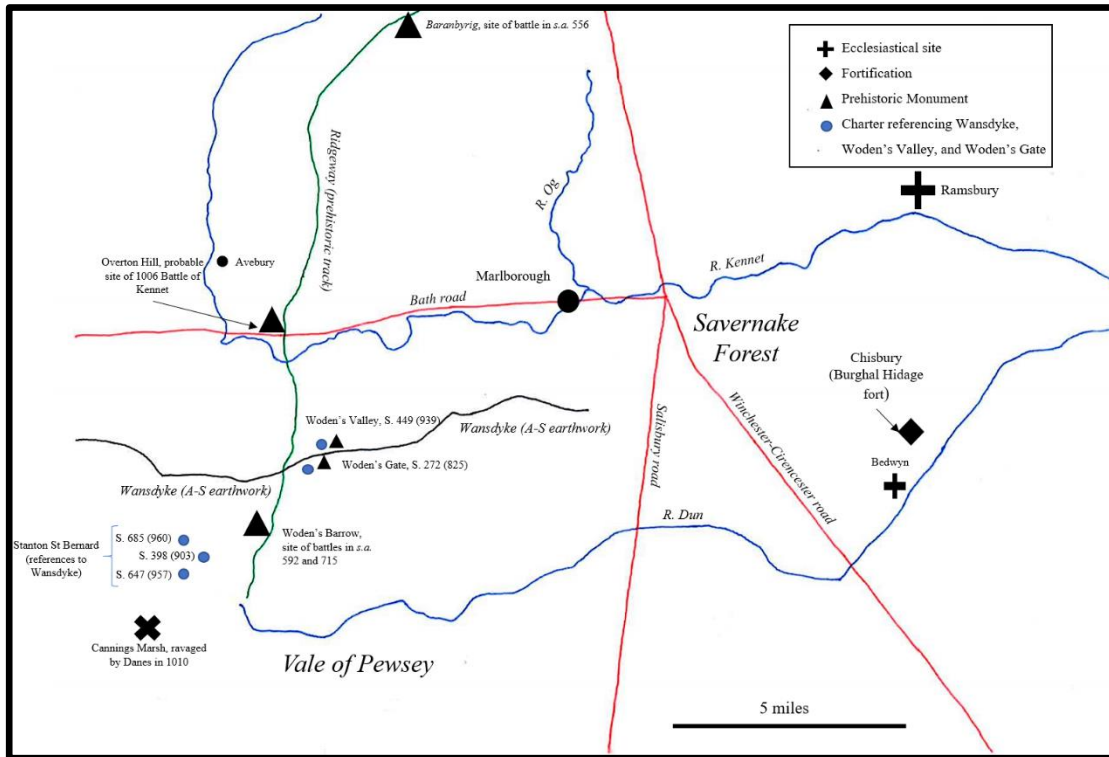 Baranbyrig, site of battle in s.a. 556
Ecclesiastical site
Fortification
Prehistoric Monument
Charter referencing Wansdyke,
Woden's Valley, and Woden's Gate
Ridgeway (prehistoric track)
R. Og
Ramsbury
Overton Hill, probable
site of 1006 Battle of
Kennet
Avebury
Marlborough
R. Kennet
Bath road
Savernake
Forest
Chisbury
(Burghal Hidage
fort)
Woden's Valley, S. 449 (939)
Wansdyke (A-S earthwork)
Woden's Gate, S. 272 (825)
Salisbury road
Winchester-Cirencester road
Bedwyn
Wansdyke (A-S earthwork)
R. Dun
Woden's Barrow,
site of battles in s.a.
592 and 715
Stanton St Bernard
(references to
Wansdyke)
S. 685 (960)
S. 398 (903)
S. 647 (957)
Cannings Marsh, ravaged
by Danes in 1010
Vale of Pewsey
5 miles